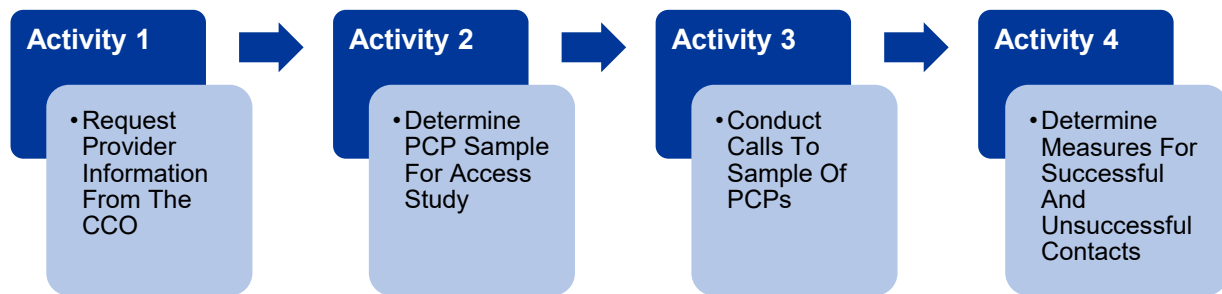 Activity 1
• Request
Provider
Information
From The
CCO
Activity 2
• Determine
PCP Sample
For Access
Study
Activity 3
• Conduct
Calls To
Sample Of
PCPs
Activity 4
• Determine
Measures For
Successful
And
Unsuccessful
Contacts